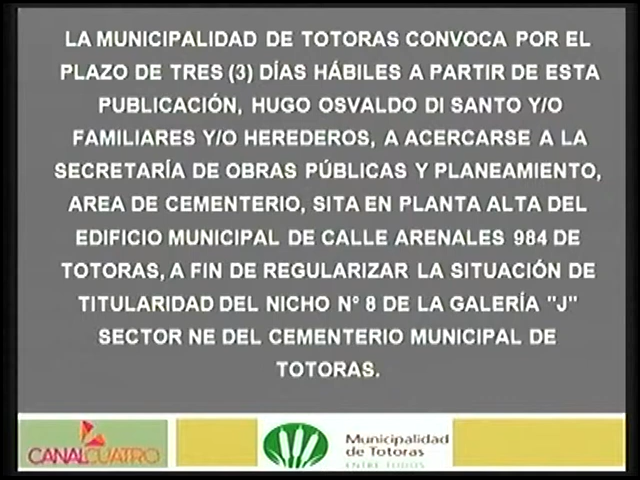 LA MUNICIPALIDAD DE TOTORAS CONVOCA POR EL
PLAZO DE TRES (3) DÍAS HÁBILES A PARTIR DE ESTA
PUBLICACIÓN, HUGO OSVALDO DI SANTO Y/O
FAMILIARES Y/O HEREDEROS, A ACERCARSE A LA
SECRETARÍA DE OBRAS PÚBLICAS Y PLANEAMIENTO,
AREA DE CEMENTERIO, SITA EN PLANTA ALTA DEL
EDIFICIO MUNICIPAL DE CALLE ARENALES 984 DE
TOTORAS, A FIN DE REGULARIZAR LA SITUACIÓN DE
TITULARIDAD DEL NICHO N° 8 DE LA GALERÍA "J"
SECTOR NE DEL CEMENTERIO MUNICIPAL DE
TOTORAS.
CANALCUATRO
Municipalidad
de Totoras
ENTRE TODOS